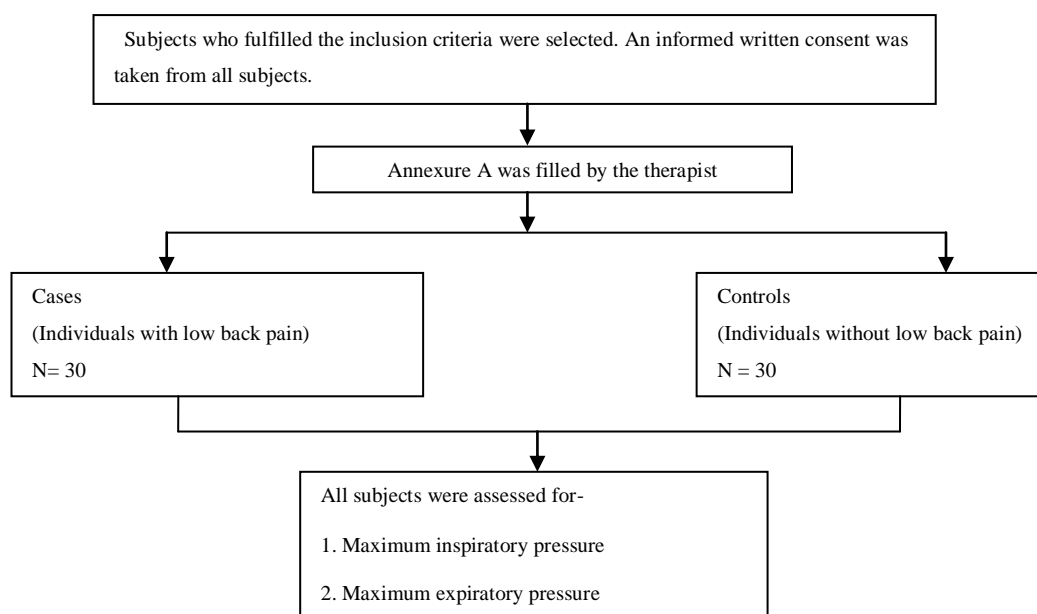 Subjects who fulfilled the inclusion criteria were selected. An informed written consent was
taken from all subjects.
Annexure A was filled by the therapist
Cases
(Individuals with low back pain)
N= 30
Controls
(Individuals without low back pain)
N = 30
All subjects were assessed for-
1. Maximum inspiratory pressure
2. Maximum expiratory pressure